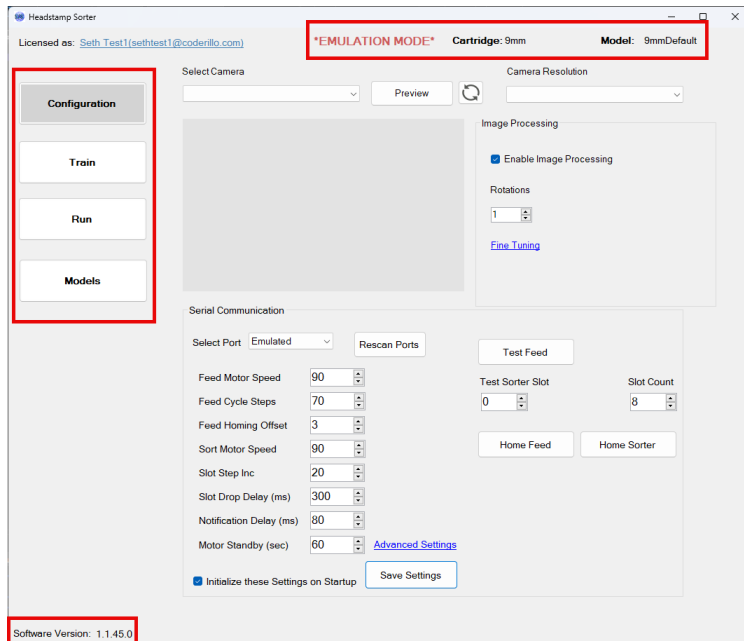 Headstamp Sorter
Licensed as: Seth Test1(sethtest1@coderillo.com)
*EMULATION MODE* Cartridge: 9mm Model: 9mmDefault
Select Camera
Camera Resolution
Preview
Configuration
Train
Run
Models
Image Processing
Enable Image Processing
Rotations
1
Fine Tuning
Serial Communication
Select Port Emulated Rescan Ports
Feed Motor Speed 90
Feed Cycle Steps 70
Feed Homing Offset 3
Sort Motor Speed 90
Slot Step Inc 20
Slot Drop Delay (ms) 300
Notification Delay (ms) 80
Motor Standby (sec) 60 Advanced Settings
Initialize these Settings on Startup Save Settings
Test Feed
Test Sorter Slot Slot Count
0 8
Home Feed Home Sorter
Software Version: 1.1.45.0